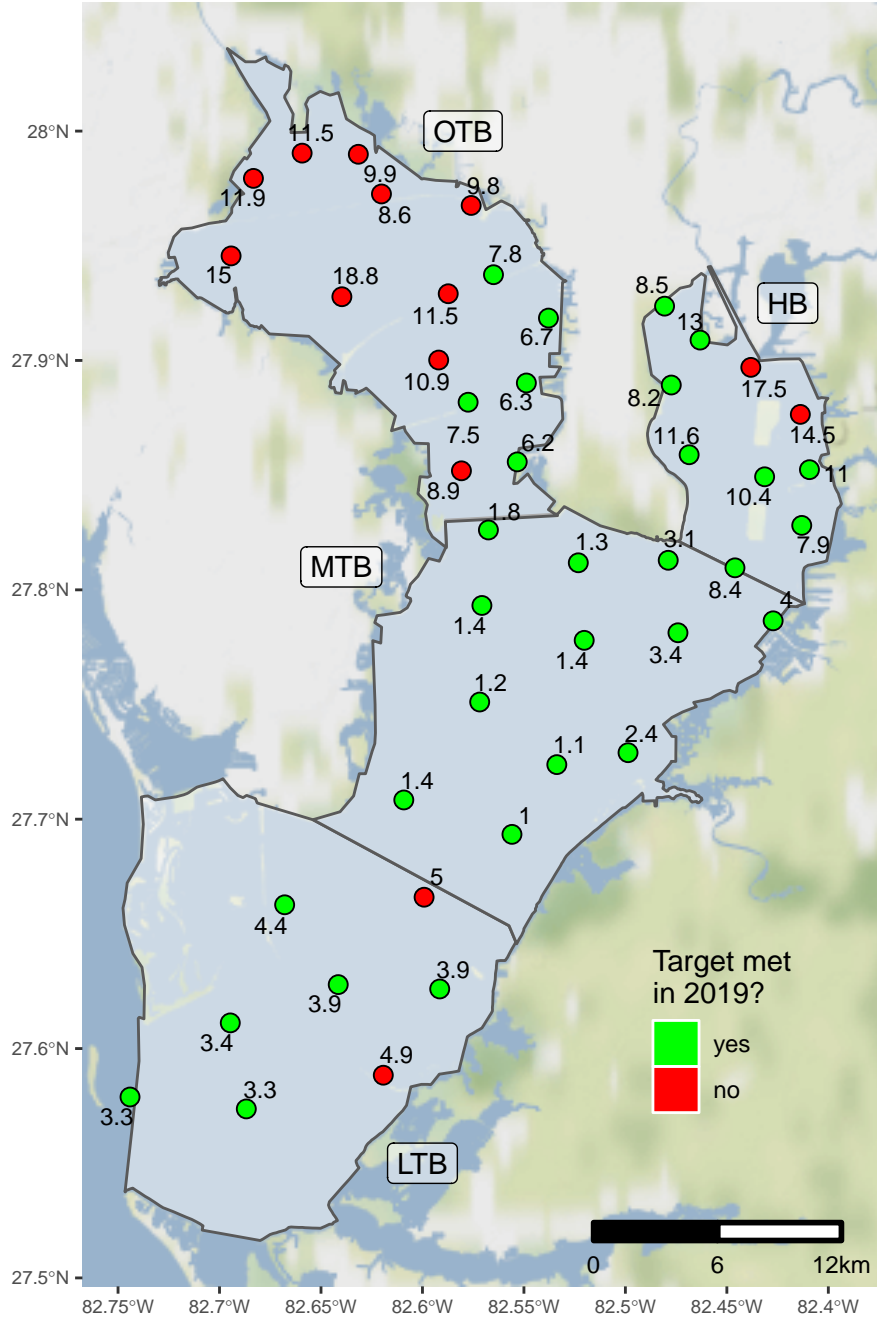 28°N
27.9°N
27.8°N
27.7°N
27.6°N
27.5°N
82.75°W
82.7°W
82.65°W
82.6°W
82.55°W
82.5°W
82.45°W
82.4°W
OTB
11.5
9.9
11.9
8.6
9.8
15
18.8
7.8
11.5
6.7
10.9
6.3
7.5
6.2
8.9
HB
8.5
13
17.5
8.2
14.5
11.6
11
10.4
7.9
8.4
MTB
1.8
1.3
3.1
4
1.4
1.4
3.4
1.2
1.1
2.4
1.4
1
5
4.4
3.9
3.9
3.4
4.9
3.3
3.3
LTB
Target met
in 2019?
yes
no
0
6
12km